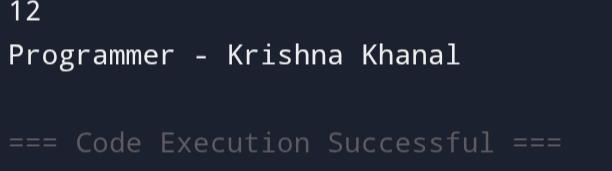 12
Programmer - Krishna Khanal
=== Code Execution Successful ===